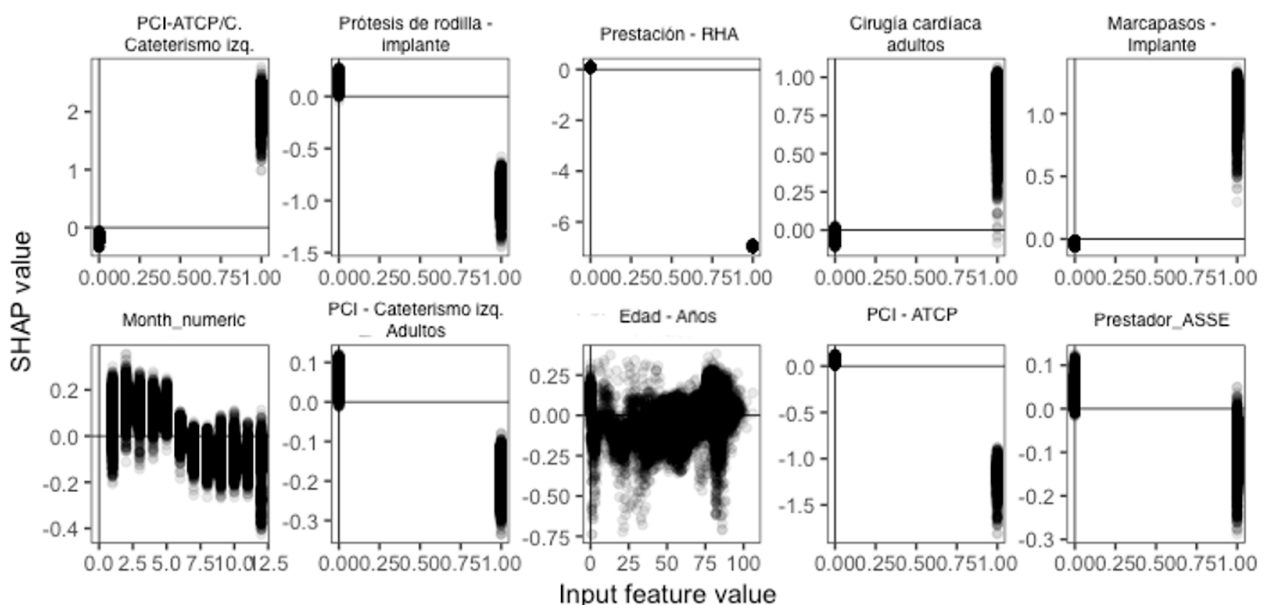 PCI-ATCP/C.
Cateterismo izq.
Prótesis de rodilla -
implante
Prestación - RHA
Cirugía cardíaca
adultos
Marcapasos -
Implante
SHAP value
2
1
0
0.000.250.500.751.00
0.0
-0.5
-1.0
-1.5
0.000.250.500.751.00
0
-2
-4
-6
0.000.250.500.751.00
1.00
0.75
0.50
0.25
0.00
0.000.250.500.751.00
1.0
0.5
0.0
0.000.250.500.751.00
Month_numeric
PCI - Cateterismo izq.
Adultos
Edad - Años
PCI - ATCP
Prestador_ASSE
0.2
0.0
-0.2
-0.4
0.0 2.5 5.0 7.510.012.5
0.1
0.0
-0.1
-0.2
-0.3
0.000.250.500.751.00
0.25
0.00
-0.25
-0.50
-0.75
0 25 50 75 100
0.0
-0.5
-1.0
-1.5
0.000.250.500.751.00
0.1
0.0
-0.1
-0.2
-0.3
0.000.250.500.751.00
Input feature value